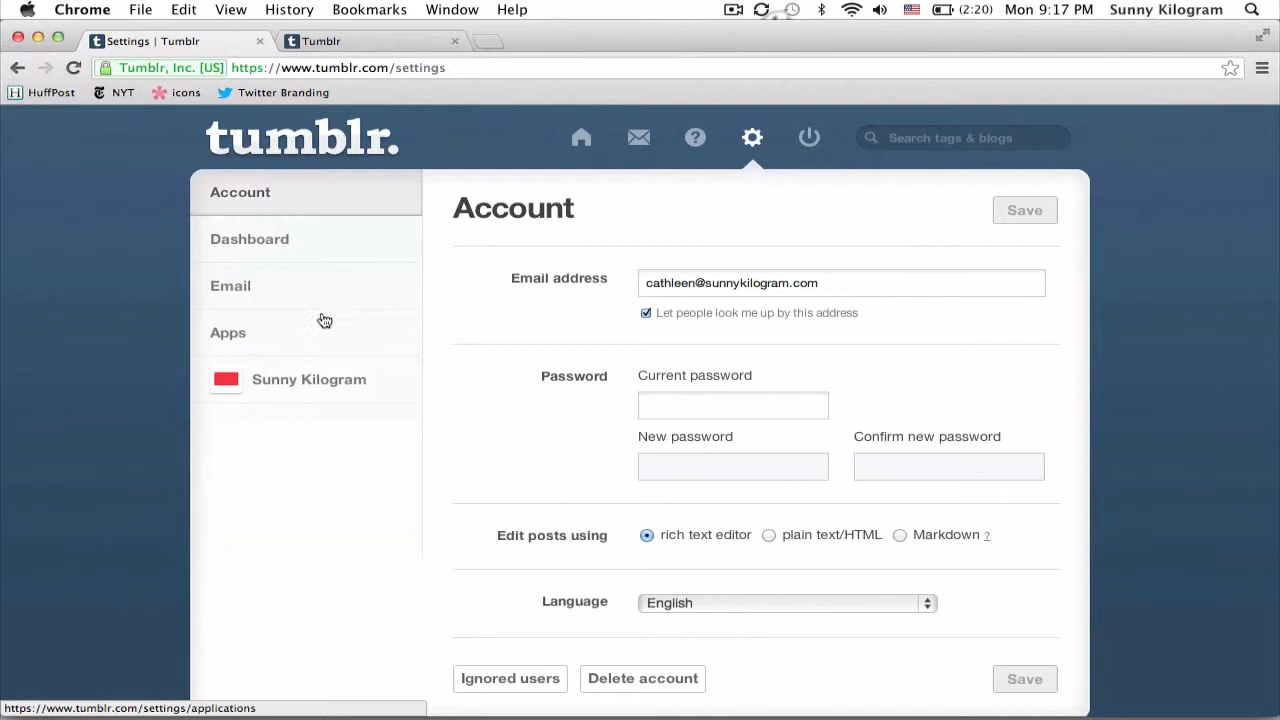 Chrome File Edit View History Bookmarks Window Help (2:20) Mon 9:17 PM Sunny Kilogram
Settings | Tumblr × Tumblr ×
Tumblr, Inc. [US] https://www.tumblr.com/settings
H HuffPost NYT icons Twitter Branding
tumblr. Search tags & blogs
Account
Dashboard
Email
Apps
Sunny Kilogram
Account Save
Email address cathleen@sunnykilogram.com
Let people look me up by this address
Password Current password
New password Confirm new password
Edit posts using rich text editor plain text/HTML Markdown ?
Language English
Ignored users Delete account Save
https://www.tumblr.com/settings/applications